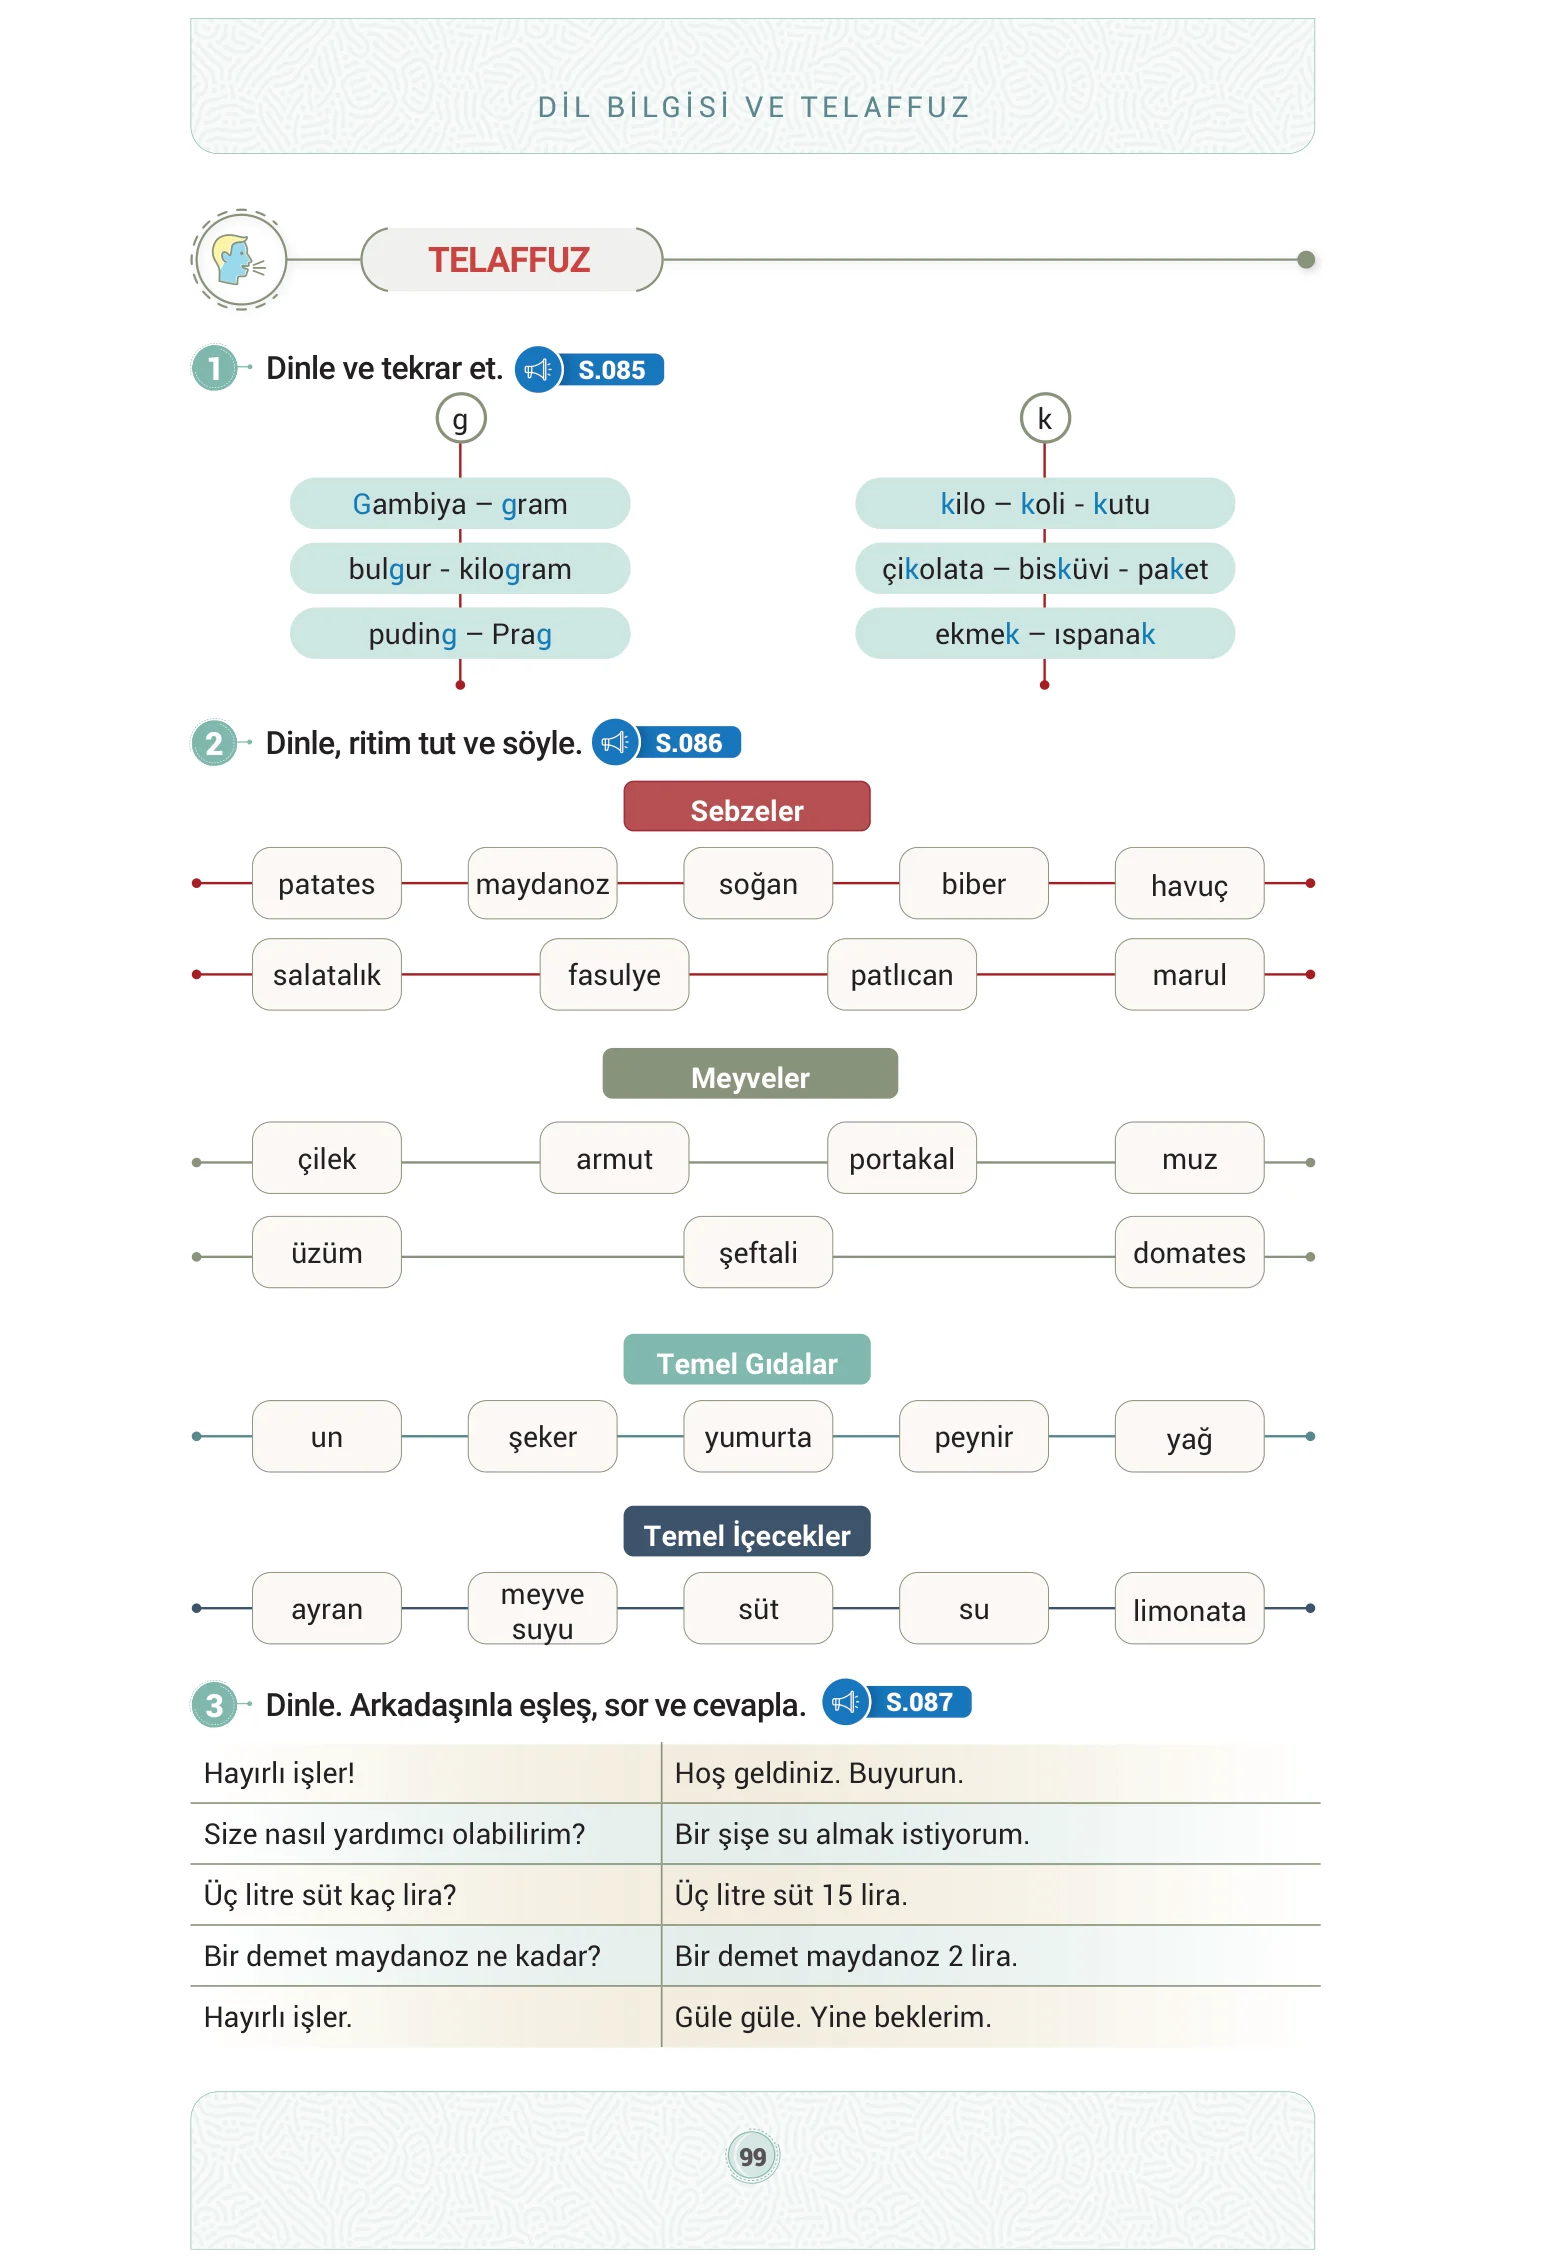 DİL BİLGİSİ VE TELAFFUZ
TELAFFUZ
1 Dinle ve tekrar et. S.085
g
Gambiya – gram
bulgur - kilogram
puding – Prag
k
kilo – koli - kutu
çikolata – bisküvi - paket
ekmek – ıspanak
2 Dinle, ritim tut ve söyle. S.086
Sebzeler
patates maydanoz soğan biber havuç
salatalık fasulye patlıcan marul
Meyveler
çilek armut portakal muz
üzüm şeftali domates
Temel Gıdalar
un şeker yumurta peynir yağ
Temel İçecekler
ayran meyve suyu süt su limonata
3 Dinle. Arkadaşınla eşleş, sor ve cevapla. S.087
Hayırlı işler! Hoş geldiniz. Buyurun.
Size nasıl yardımcı olabilirim? Bir şişe su almak istiyorum.
Üç litre süt kaç lira? Üç litre süt 15 lira.
Bir demet maydanoz ne kadar? Bir demet maydanoz 2 lira.
Hayırlı işler. Güle güle. Yine beklerim.
99